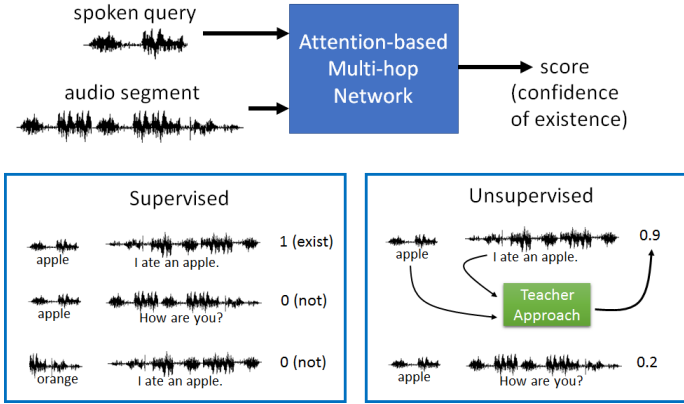 spoken query
audio segment
Attention-based
Multi-hop
Network
score
(confidence
of existence)
Supervised
apple
I ate an apple.
1 (exist)
apple
How are you?
0 (not)
orange
I ate an apple.
0 (not)
Unsupervised
apple
I ate an apple.
0.9
Teacher
Approach
apple
How are you?
0.2